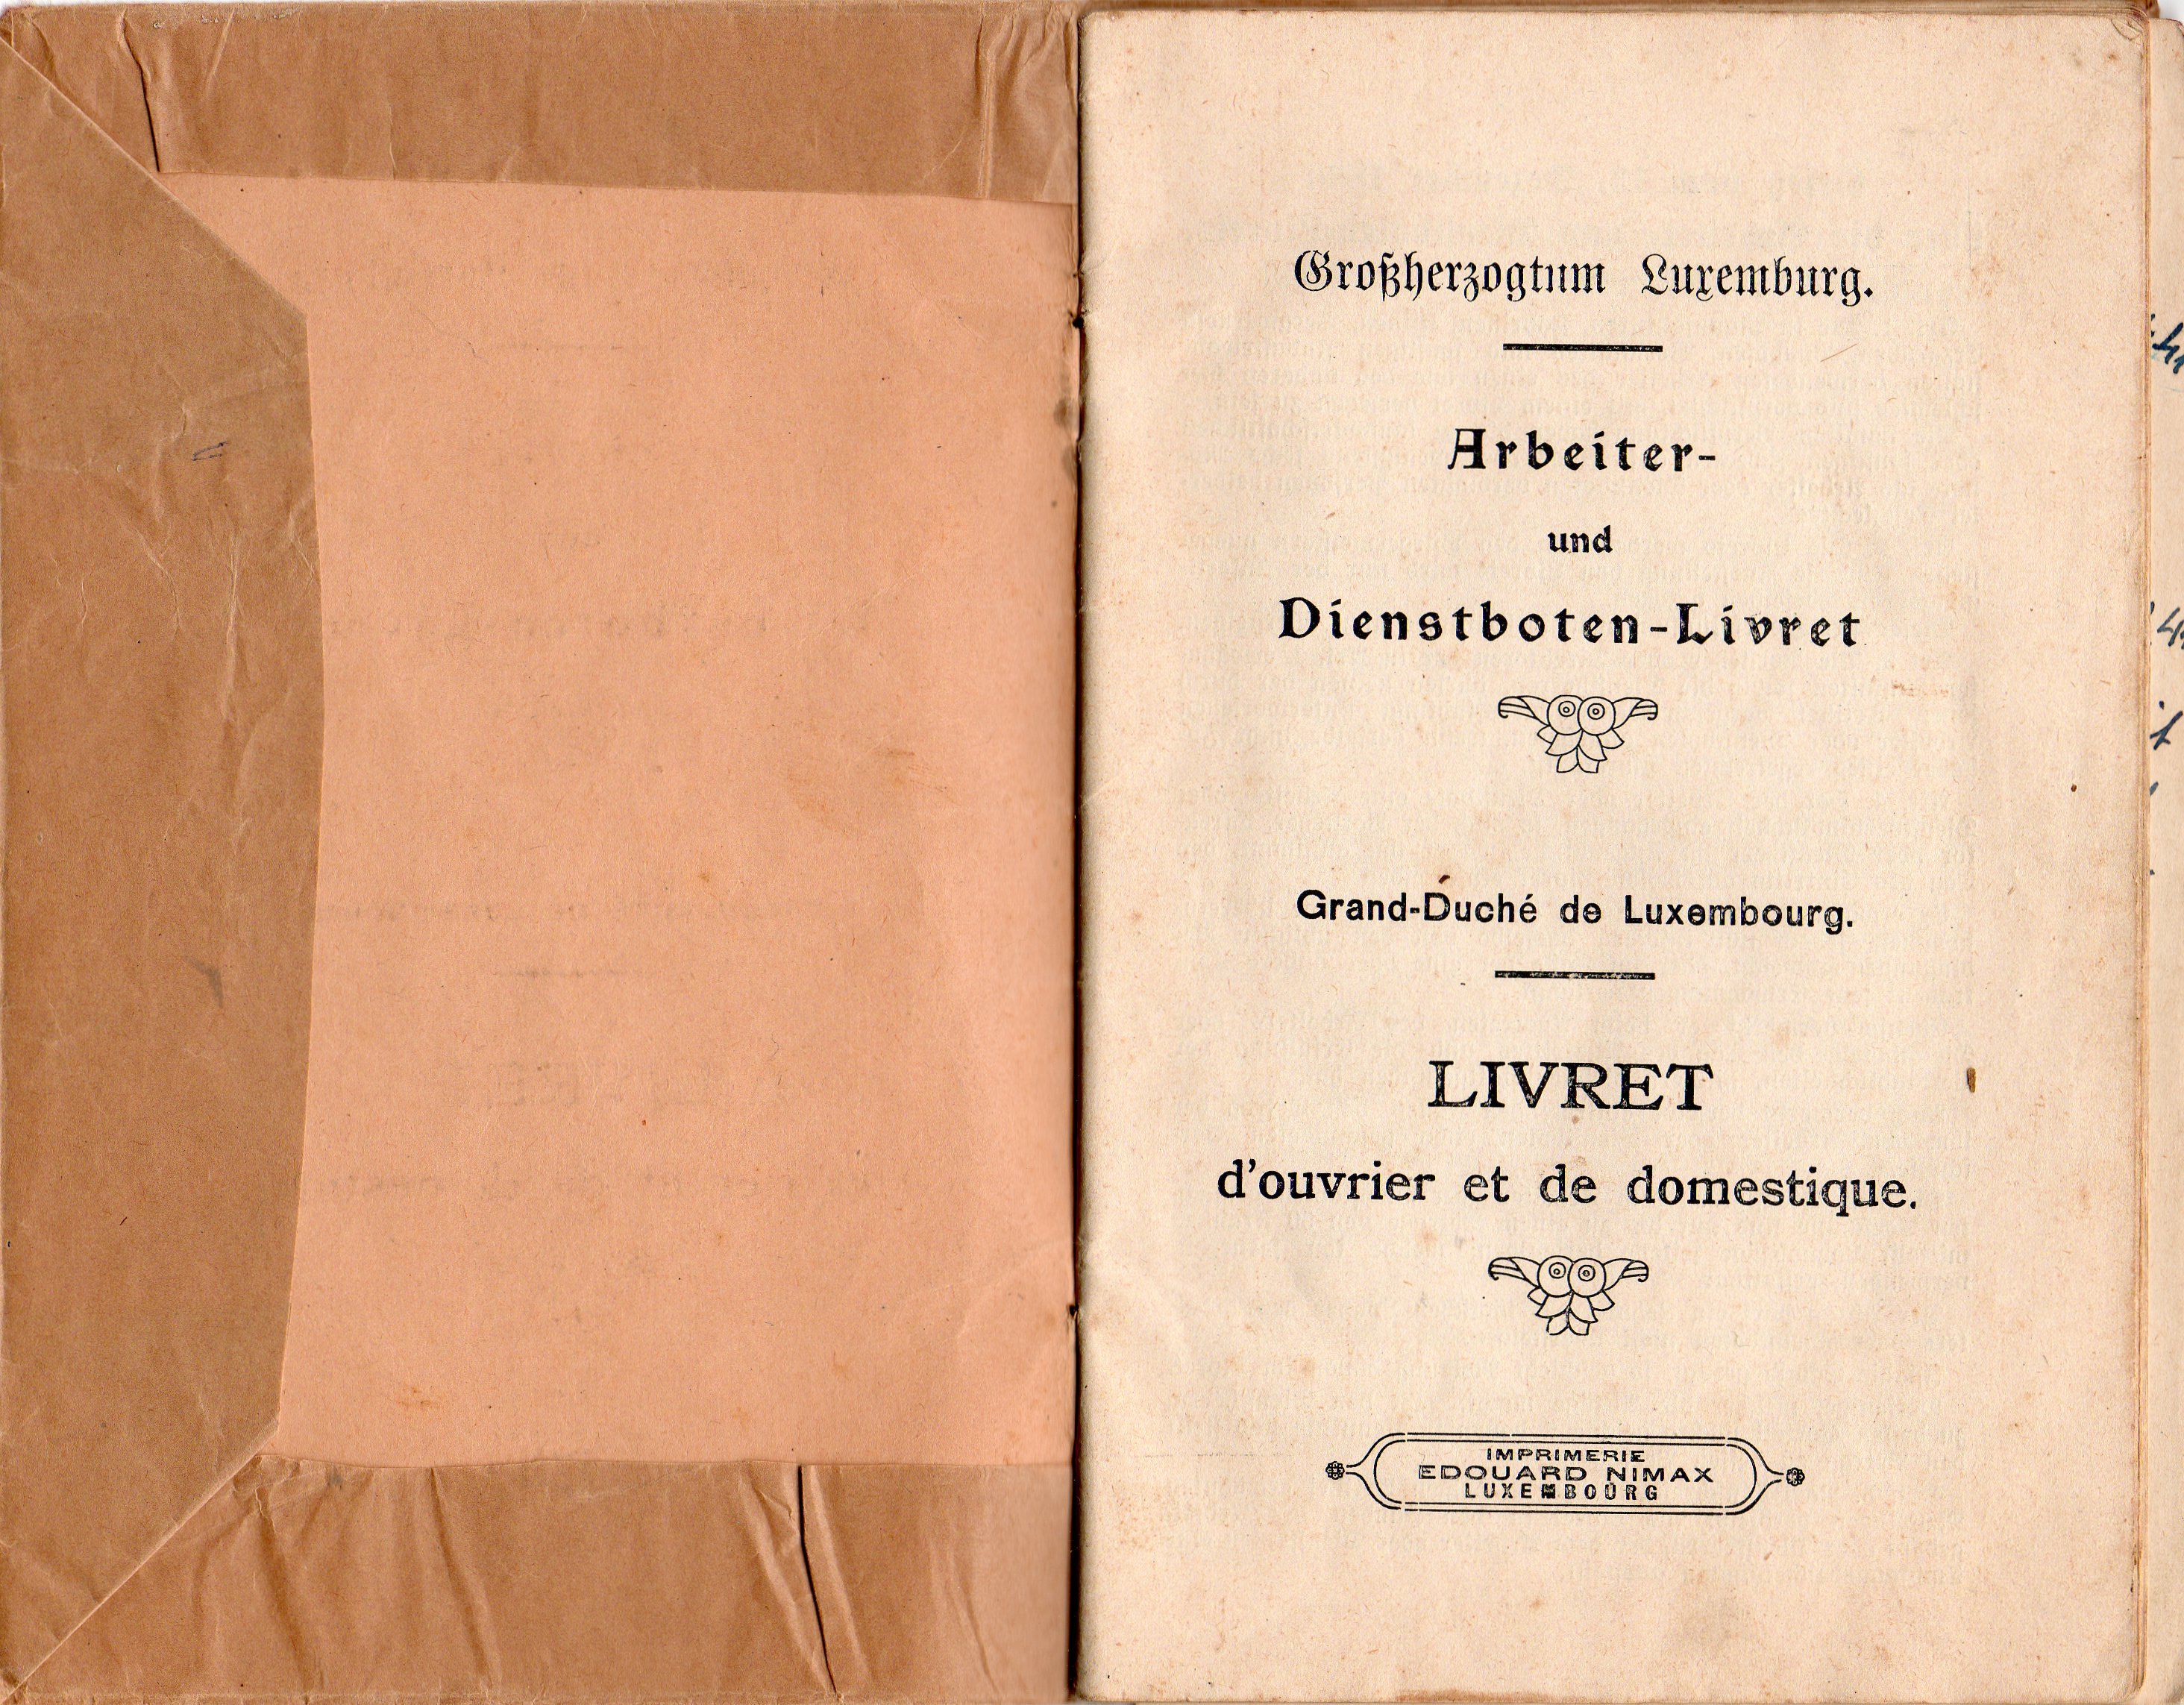 Großherzogtum Luxemburg.
Arbeiter-
und
Dienstboten-Livret
Grand-Duché de Luxembourg.
LIVRET
d'ouvrier et de domestique.
IMPRIMERIE
EDOUARD NIMAX
LUXEMBOURG